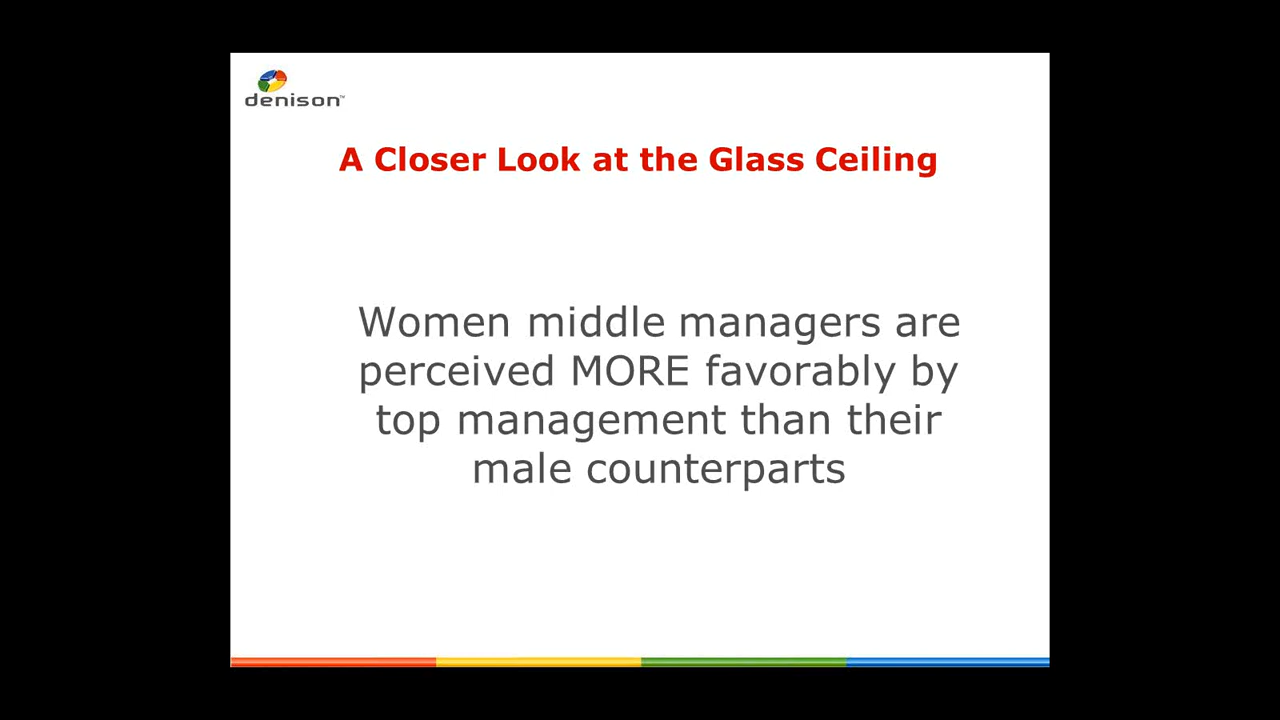 denison™
A Closer Look at the Glass Ceiling
Women middle managers are
perceived MORE favorably by
top management than their
male counterparts